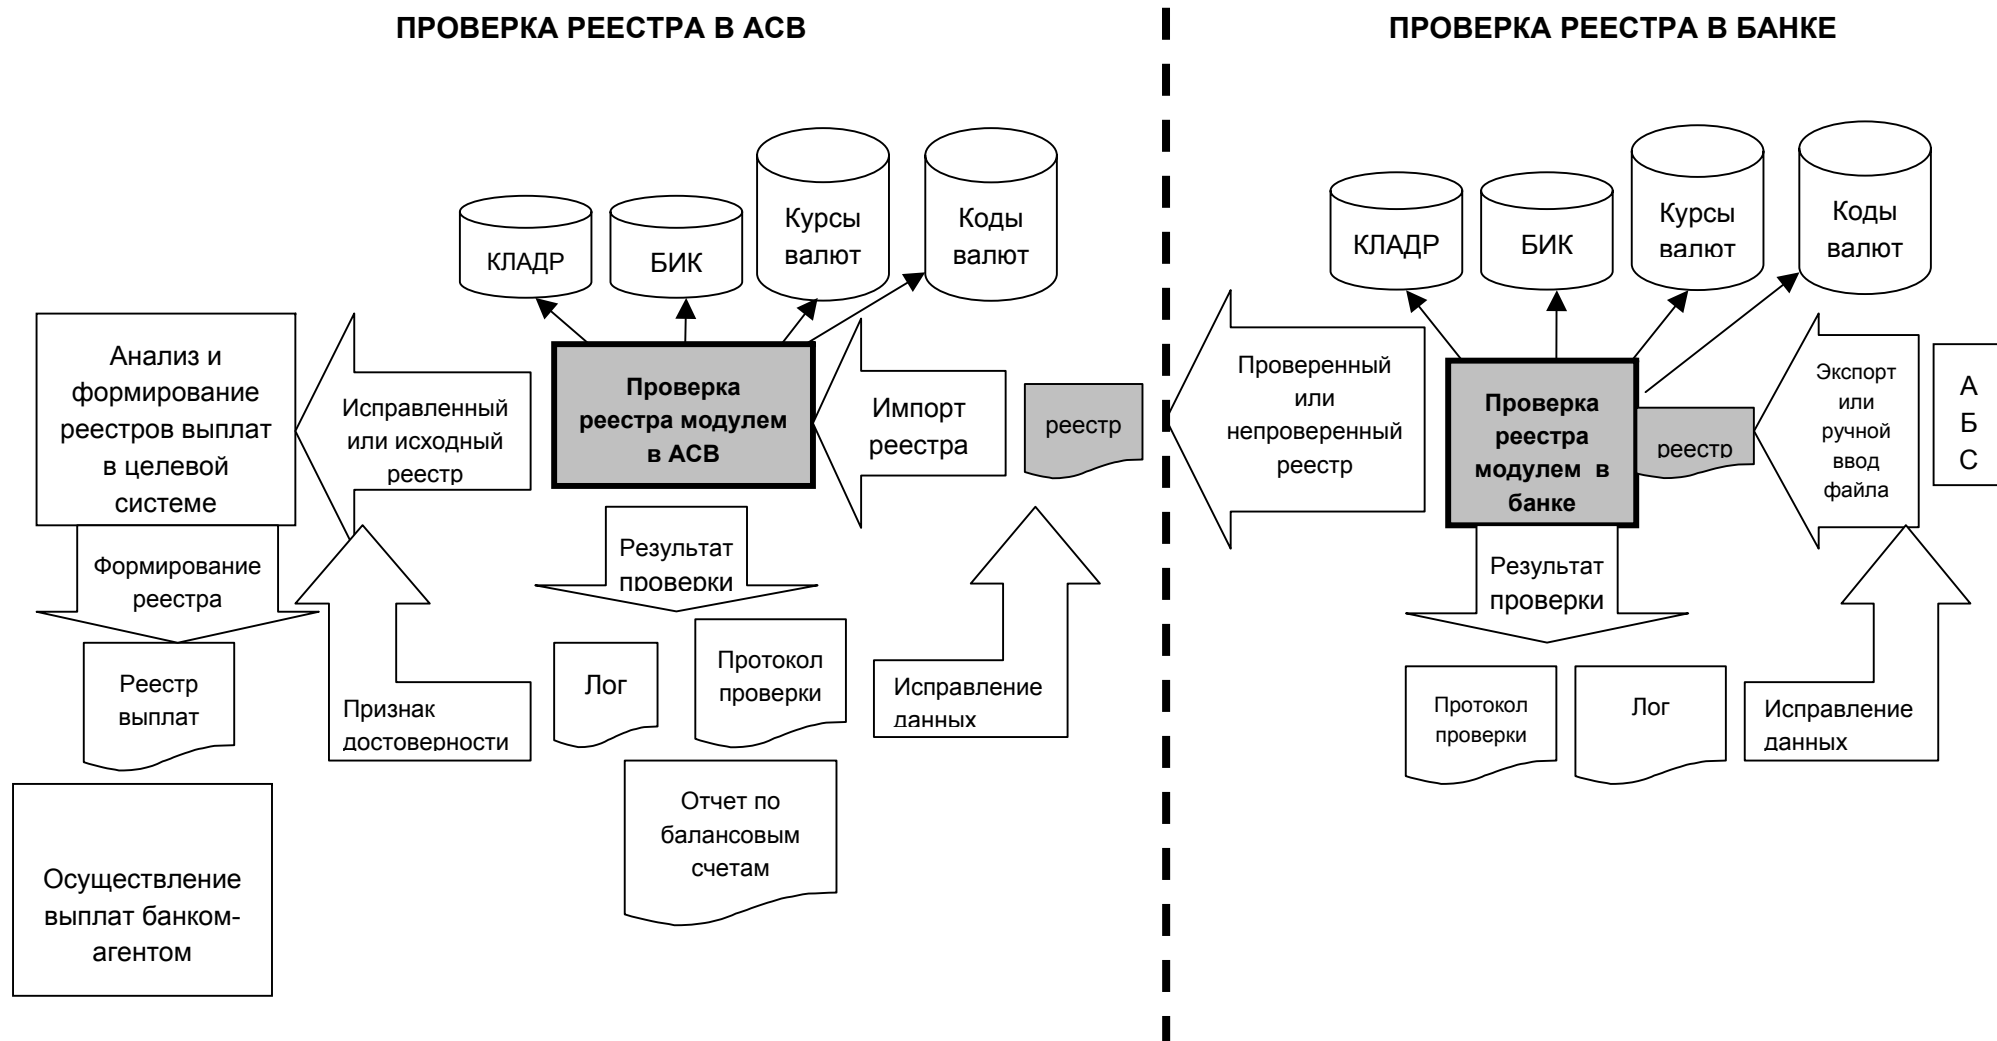 ПРОВЕРКА РЕЕСТРА В АСВ
КЛАДР
БИК
Курсы
валют
Коды
валют
Анализ и
формирование
реестров выплат
в целевой
системе
Исправленный
или исходный
реестр
Проверка
реестра модулем
в АСВ
Импорт
реестра
реестр
Формирование
реестра
Результат
проверки
Реестр
выплат
Признак
достоверности
Лог
Протокол
проверки
Исправление
данных
Отчет по
балансовым
счетам
Осуществление
выплат банком-
агентом
ПРОВЕРКА РЕЕСТРА В БАНКЕ
КЛАДР
БИК
Курсы
валют
Коды
валют
Проверенный
или
непроверенный
реестр
Проверка
реестра
модулем в
банке
реестр
Экспорт
или
ручной
ввод
файла
А
Б
С
Результат
проверки
Протокол
проверки
Лог
Исправление
данных